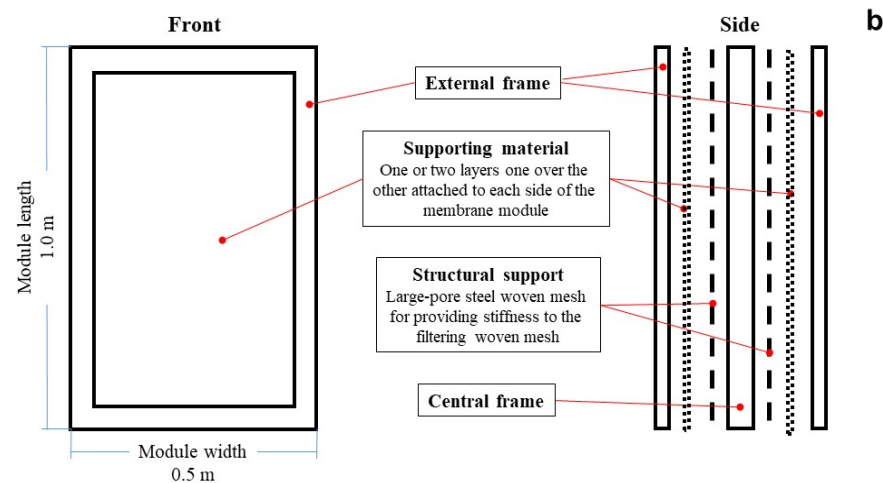 Front
Side
b
External frame
Supporting material
One or two layers one over the
other attached to each side of the
membrane module
Module length
1.0 m
Structural support
Large-pore steel woven mesh
for providing stiffness to the
filtering woven mesh
Central frame
Module width
0.5 m